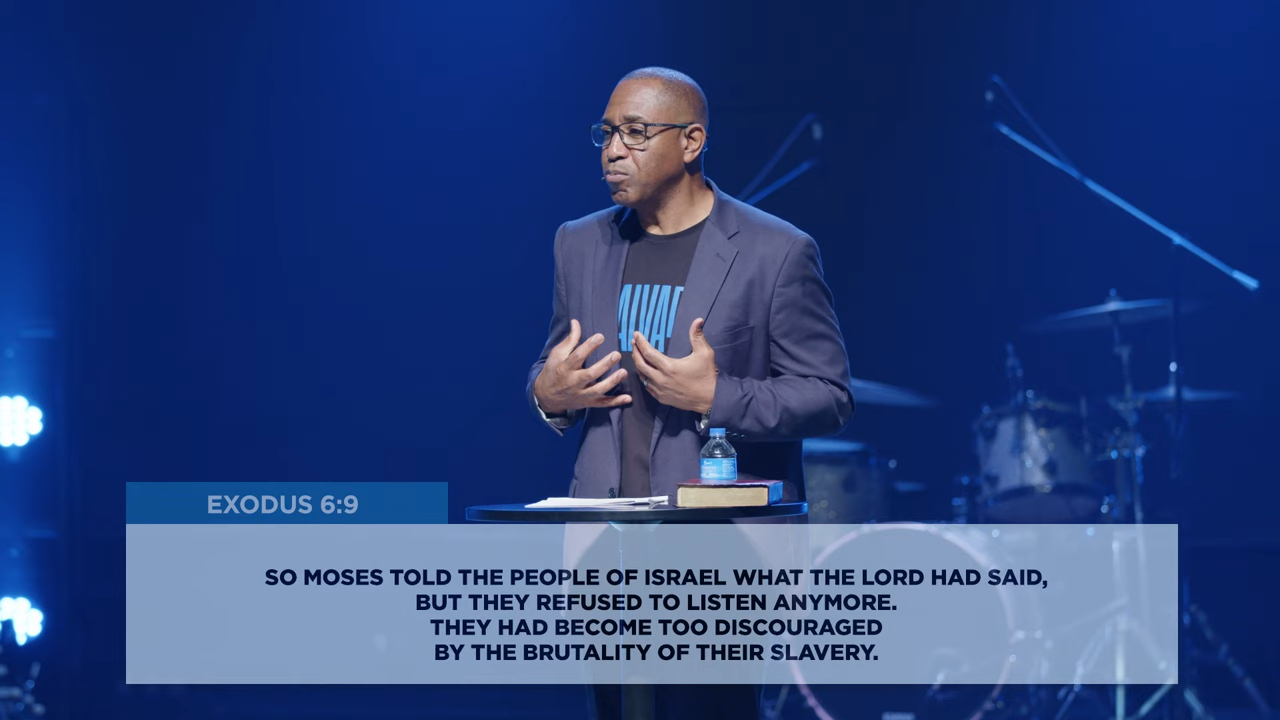 ALVA
EXODUS 6:9
SO MOSES TOLD THE PEOPLE OF ISRAEL WHAT THE LORD HAD SAID,
BUT THEY REFUSED TO LISTEN ANYMORE.
THEY HAD BECOME TOO DISCOURAGED
BY THE BRUTALITY OF THEIR SLAVERY.